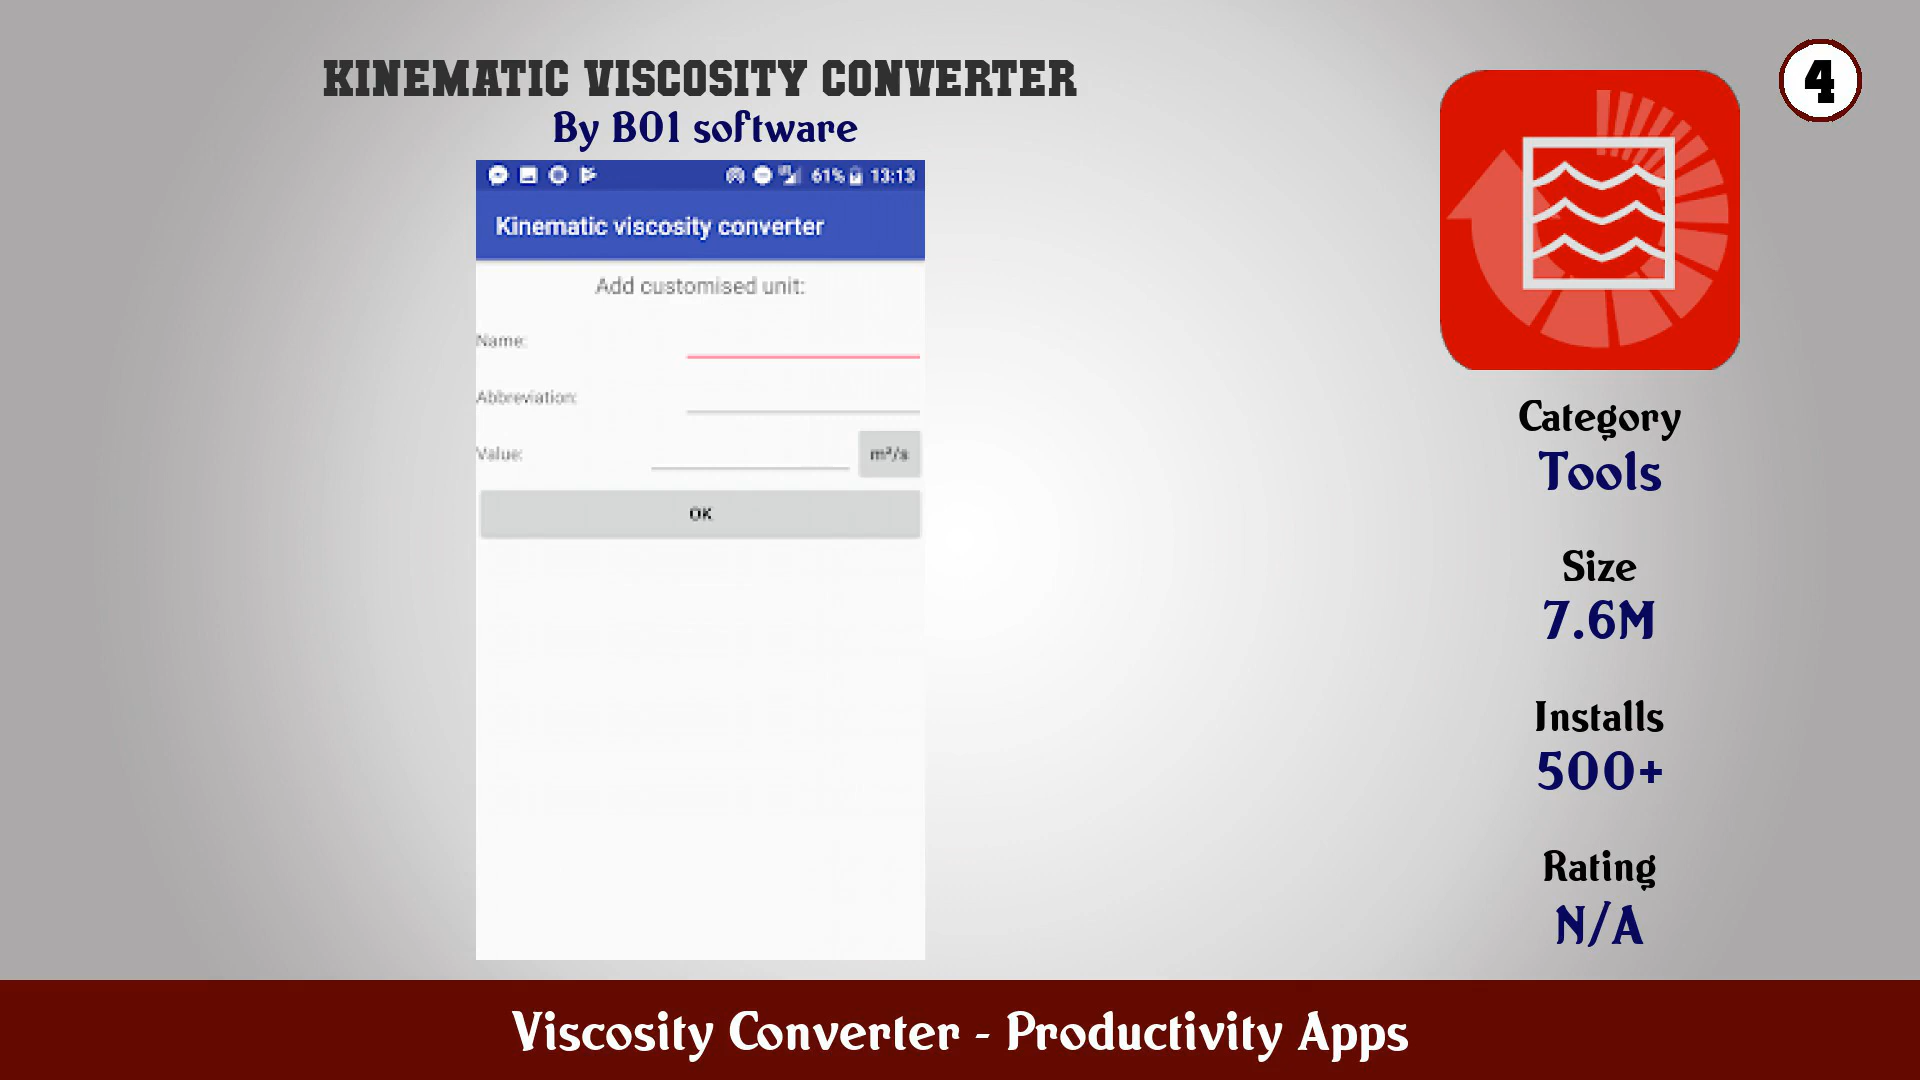 KINEMATIC VISCOSITY CONVERTER
By B01 software
4
61% 13:13
Kinematic viscosity converter
Add customised unit:
Name:
Abbreviation:
Value:
m²/s
OK
Category
Tools
Size
7.6M
Installs
500+
Rating
N/A
Viscosity Converter - Productivity Apps